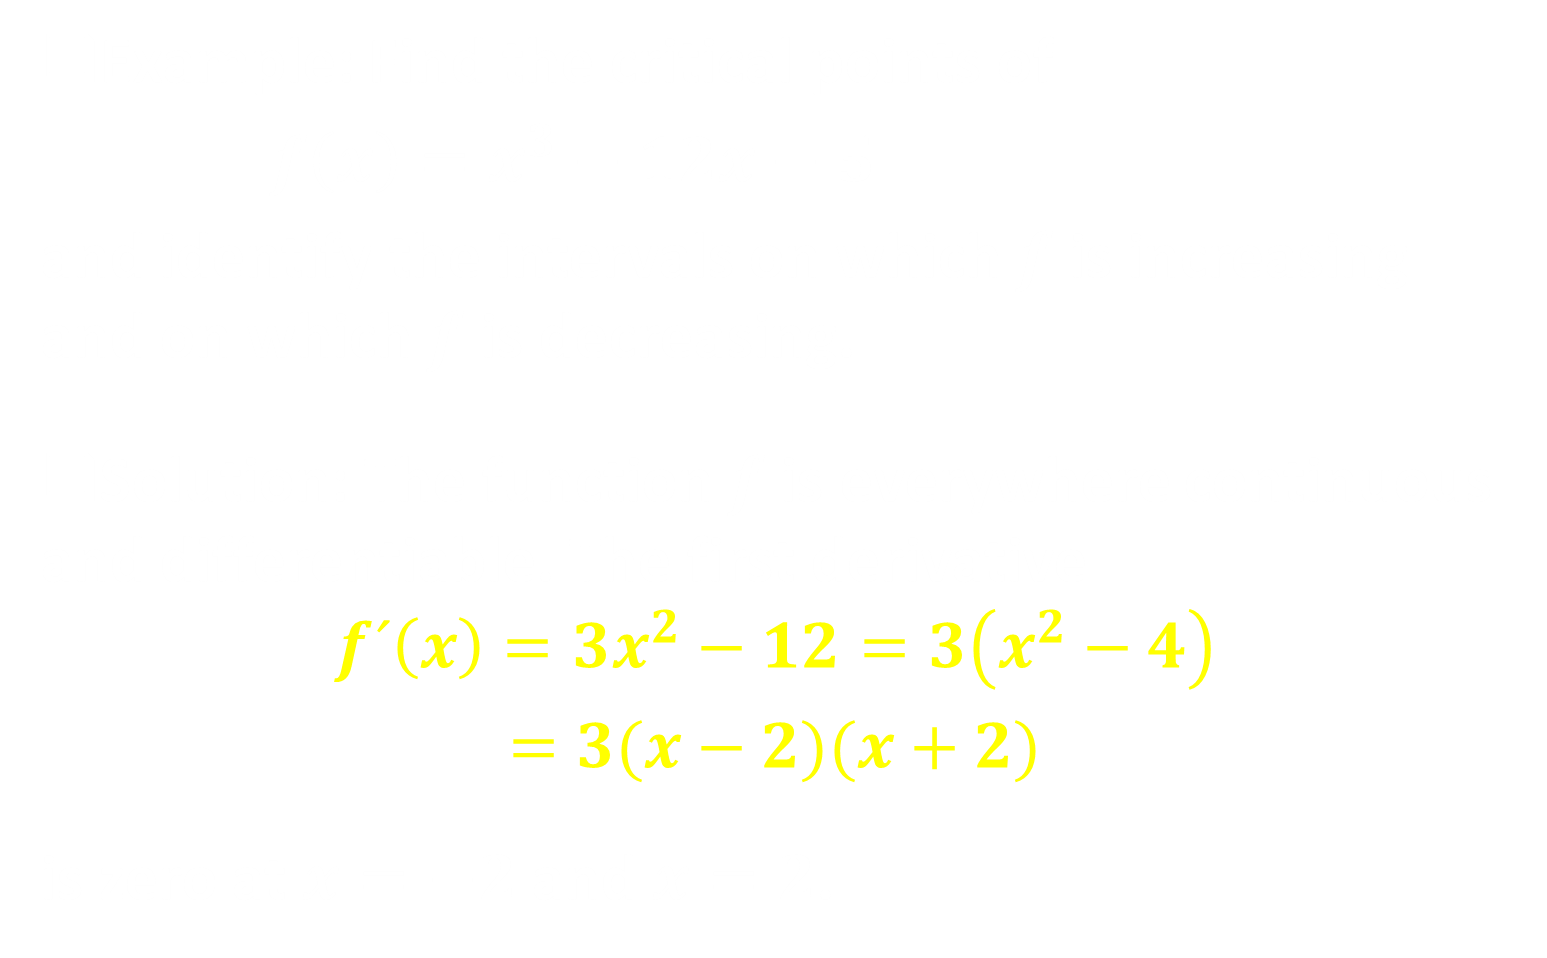 f´(x) = 3x² − 12 = 3(x² − 4)
= 3(x − 2)(x + 2)